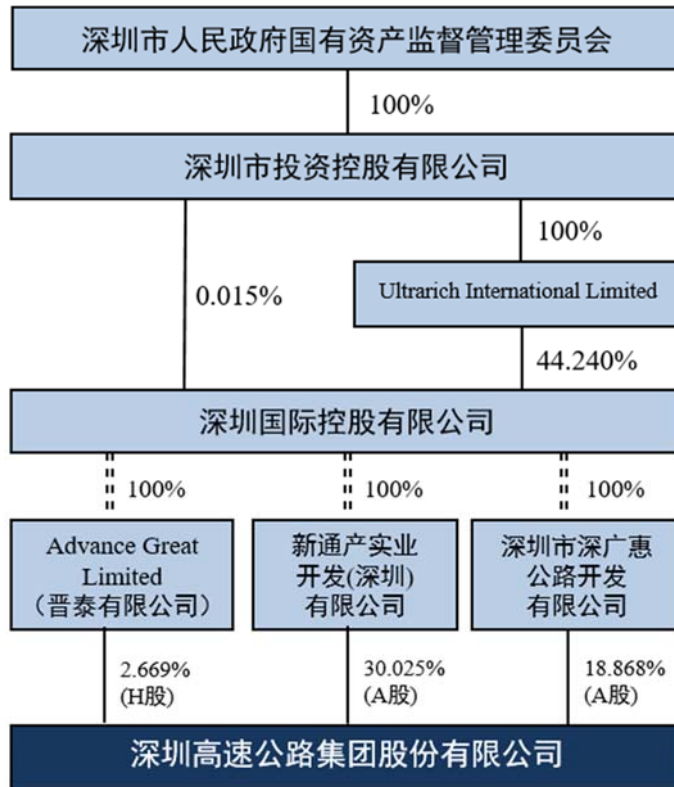 深圳市人民政府国有资产监督管理委员会
100%
深圳市投资控股有限公司
100%
0.015%
Ultrarich International Limited
44.240%
深圳国际控股有限公司
100%
100%
100%
Advance Great
Limited
（晋泰有限公司）
新通产实业
开发(深圳)
有限公司
深圳市深广惠
公路开发
有限公司
2.669%
(H股)
30.025%
(A股)
18.868%
(A股)
深圳高速公路集团股份有限公司